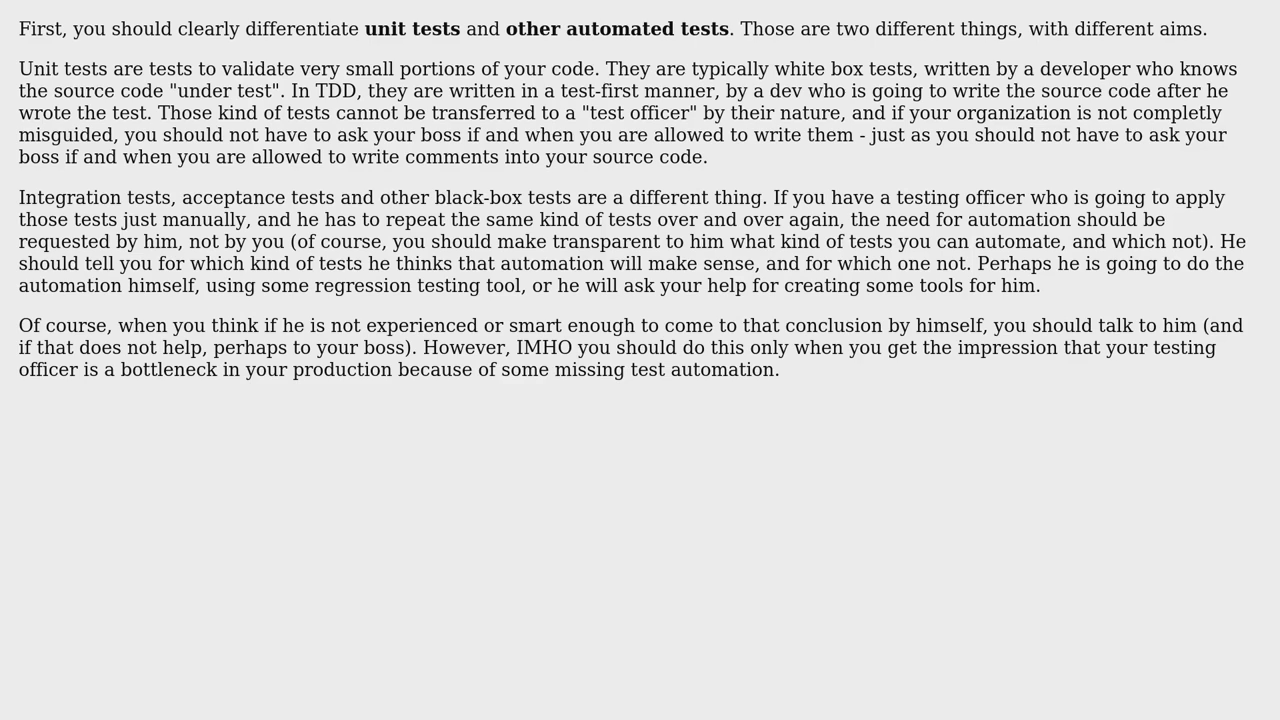 First, you should clearly differentiate unit tests and other automated tests. Those are two different things, with different aims.
Unit tests are tests to validate very small portions of your code. They are typically white box tests, written by a developer who knows
the source code "under test". In TDD, they are written in a test-first manner, by a dev who is going to write the source code after he
wrote the test. Those kind of tests cannot be transferred to a "test officer" by their nature, and if your organization is not completly
misguided, you should not have to ask your boss if and when you are allowed to write them - just as you should not have to ask your
boss if and when you are allowed to write comments into your source code.
Integration tests, acceptance tests and other black-box tests are a different thing. If you have a testing officer who is going to apply
those tests just manually, and he has to repeat the same kind of tests over and over again, the need for automation should be
requested by him, not by you (of course, you should make transparent to him what kind of tests you can automate, and which not). He
should tell you for which kind of tests he thinks that automation will make sense, and for which one not. Perhaps he is going to do the
automation himself, using some regression testing tool, or he will ask your help for creating some tools for him.
Of course, when you think if he is not experienced or smart enough to come to that conclusion by himself, you should talk to him (and
if that does not help, perhaps to your boss). However, IMHO you should do this only when you get the impression that your testing
officer is a bottleneck in your production because of some missing test automation.